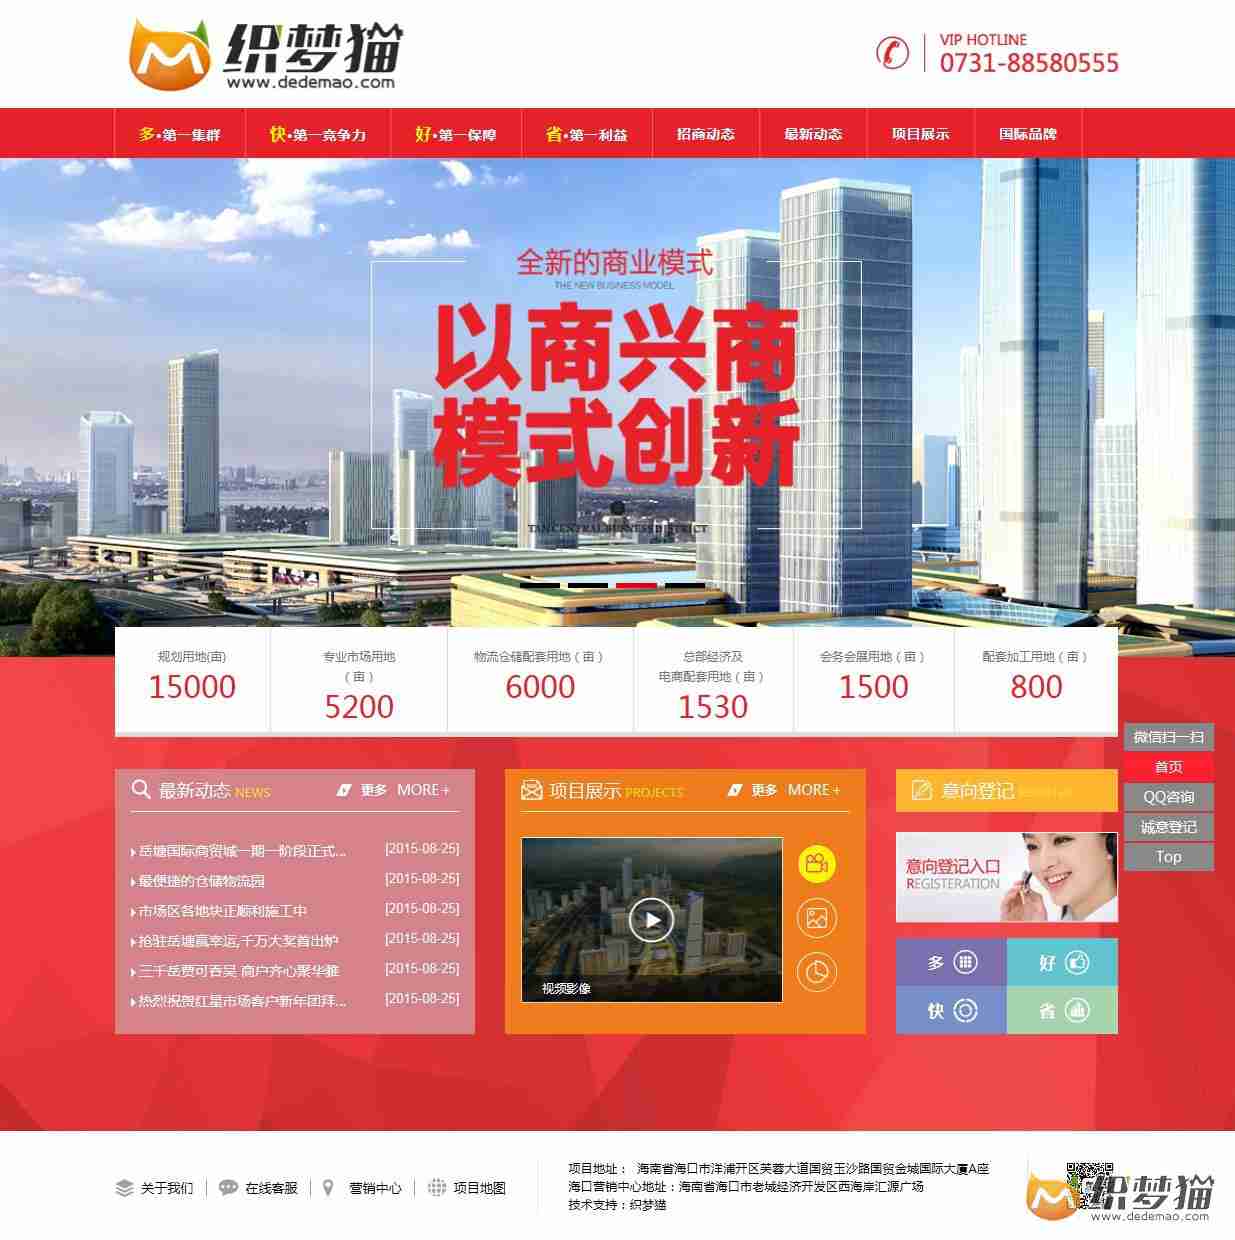 织梦猫
www.dedemao.com
VIP HOTLINE
0731-88580555
多•第一集群
快•第一竞争力
好•第一保障
省•第一利益
招商动态
最新动态
项目展示
国际品牌
全新的商业模式
THE NEW BUSINESS MODEL
以商兴商
模式创新
规划用地(亩)
15000
专业市场用地
（亩）
5200
物流仓储配套用地（亩）
6000
总部经济及
电商配套用地（亩）
1530
会务会展用地（亩）
1500
配套加工用地（亩）
800
微信扫一扫
首页
QQ咨询
诚意登记
Top
最新动态 NEWS
更多 MORE+
岳塘国际商贸城一期一阶段正式... [2015-08-25]
最便捷的仓储物流园 [2015-08-25]
市场区各地块正顺利施工中 [2015-08-25]
抢驻岳塘赢幸运,千万大奖首出炉 [2015-08-25]
三千岳贾可吞吴 商户齐心聚华雅 [2015-08-25]
热烈祝贺红星市场客户新年团拜... [2015-08-25]
项目展示 PROJECTS
更多 MORE+
视频影像
意向登记
意向登记入口
REGISTERATION
多
好
快
省
关于我们
在线客服
营销中心
项目地图
项目地址： 海南省海口市洋浦开区芙蓉大道国贸玉沙路国贸金城国际大厦A座
海口营销中心地址：海南省海口市老城经济开发区西海岸汇源广场
技术支持：织梦猫
织梦猫
www.dedemao.com